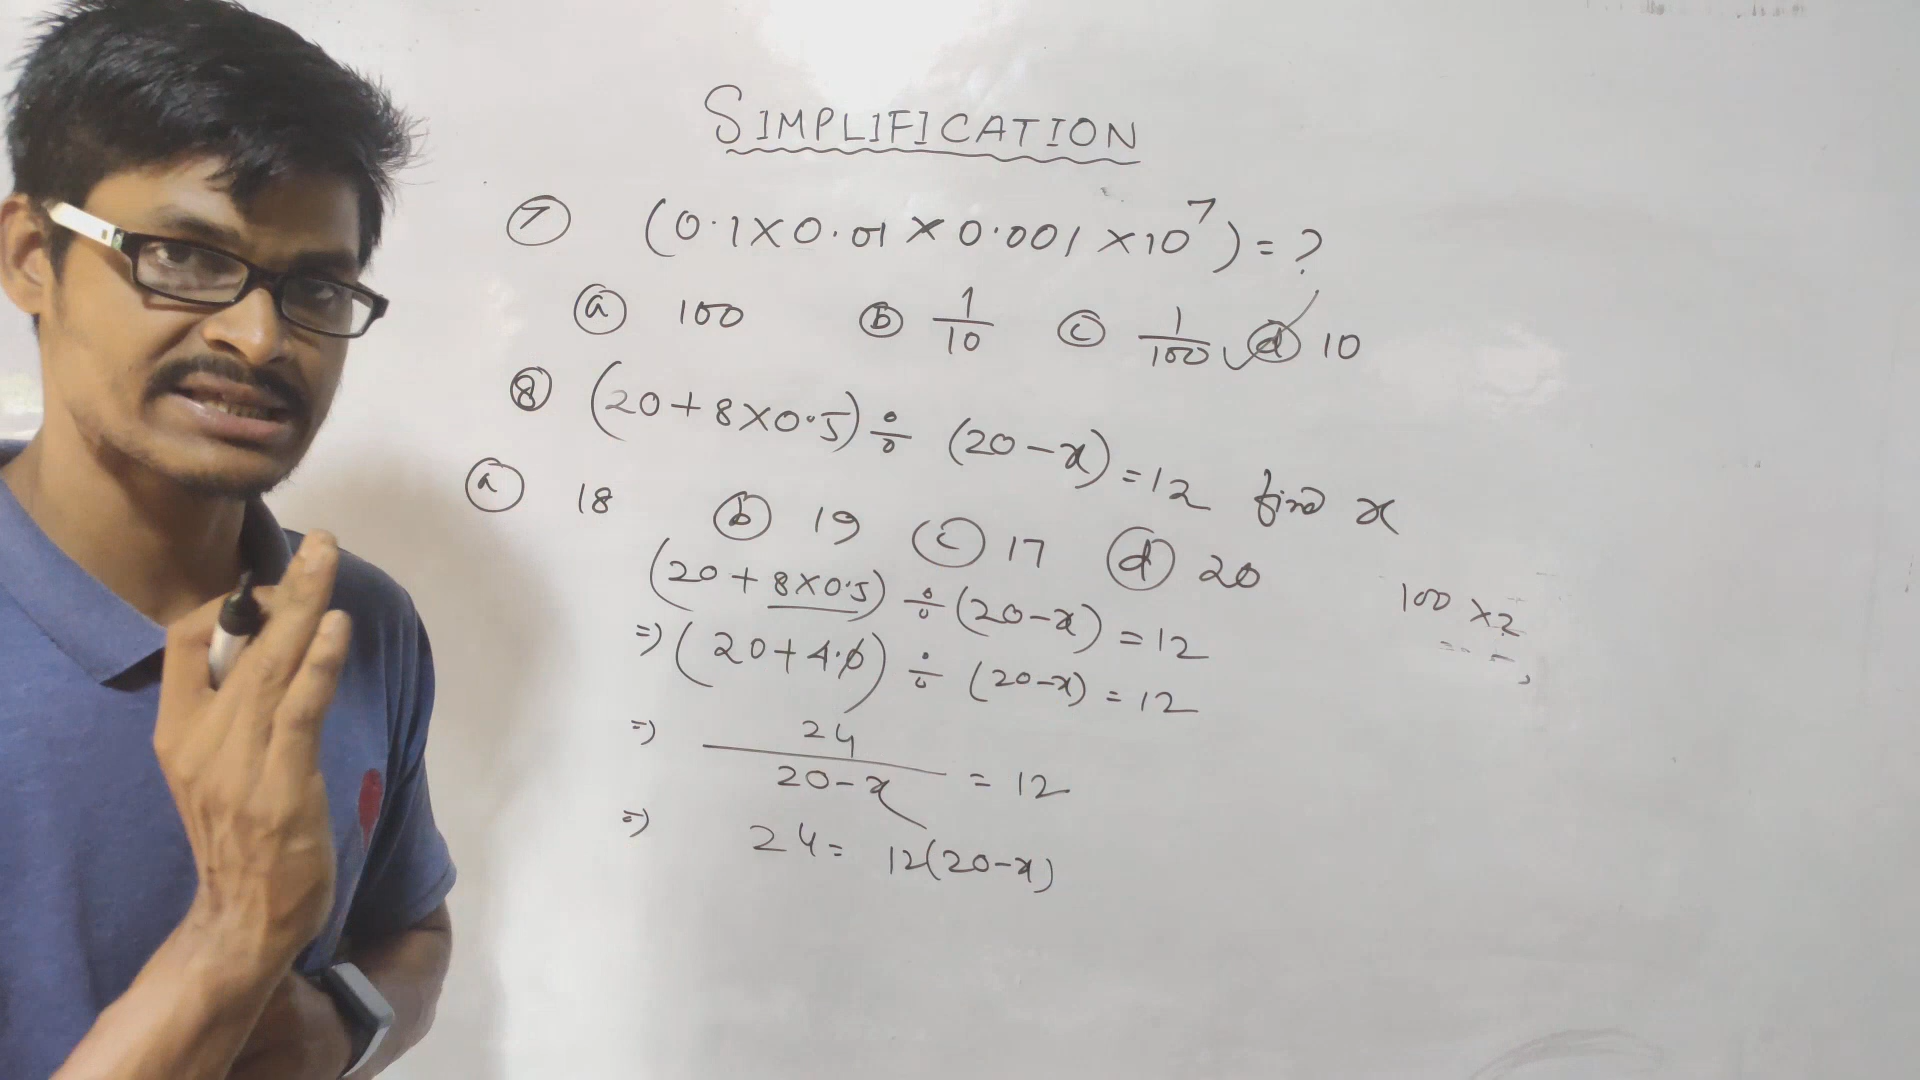 SIMPLIFICATION
7 (0.1×0.01×0.001×10⁷)=?
a 100 b 1/10 c 1/100 d 10
8 (20+8×0.5)÷(20-x)=12 find x
a 18 b 19 c 17 d 20
(20+8×0.5)÷(20-x)=12
⇒(20+4.0)÷(20-x)=12
100×2
⇒ 24/20-x = 12
⇒ 24= 12(20-x)